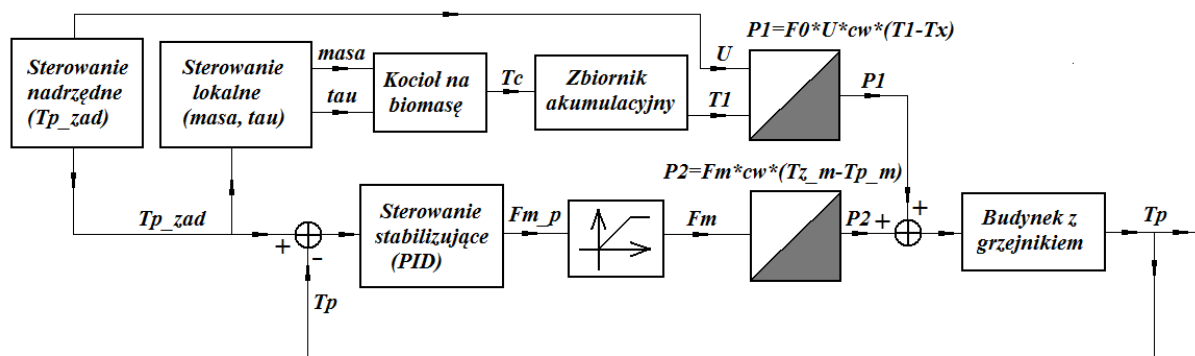 P1=F0*U*cw*(T1-Tx)
Sterowanie
nadrzędne
(Tp_zad)
Sterowanie
lokalne
(masa, tau)
masa
tau
Kocioł na
biomasę
Tc
Zbiornik
akumulacyjny
U
T1
P1
P2=Fm*cw*(Tz_m-Tp_m)
Tp_zad
+
-
Sterowanie
stabilizujące
(PID)
Fm_p
Fm
P2
+
+
Budynek z
grzejnikiem
Tp
Tp